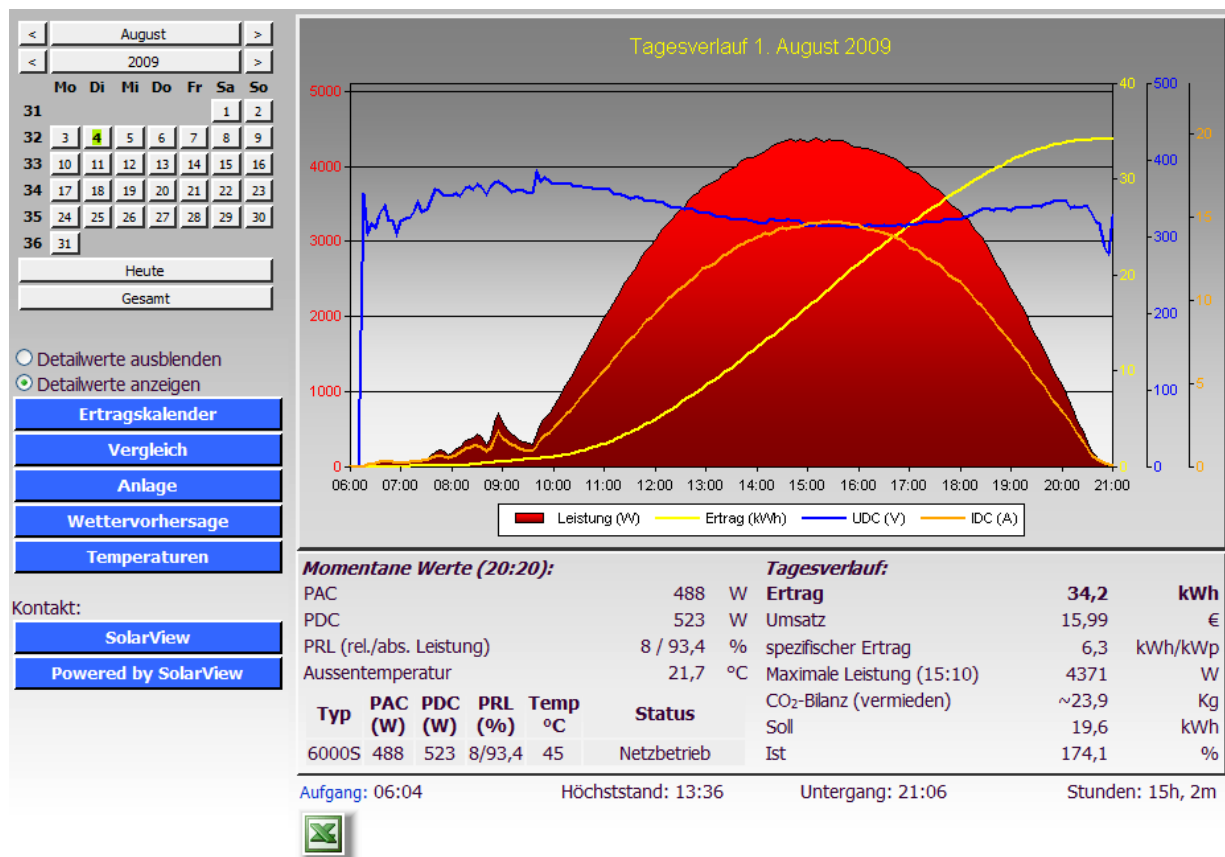 < August >
< 2009 >
Mo Di Mi Do Fr Sa So
31 1 2
32 3 4 5 6 7 8 9
33 10 11 12 13 14 15 16
34 17 18 19 20 21 22 23
35 24 25 26 27 28 29 30
36 31
Heute
Gesamt
Detailwerte ausblenden
Detailwerte anzeigen
Ertragskalender
Vergleich
Anlage
Wettervorhersage
Temperaturen
Kontakt:
SolarView
Powered by SolarView
Tagesverlauf 1. August 2009
5000
4000
3000
2000
1000
0
40
30
20
10
0
500
400
300
200
100
0
20
15
10
5
0
06:00 07:00 08:00 09:00 10:00 11:00 12:00 13:00 14:00 15:00 16:00 17:00 18:00 19:00 20:00 21:00
Leistung (W) Ertrag (kWh) UDC (V) IDC (A)
Momentane Werte (20:20):
PAC 488 W
PDC 523 W
PRL (rel./abs. Leistung) 8 / 93,4 %
Aussentemperatur 21,7 ºC
Typ PAC (W) PDC (W) PRL (%) Temp ºC Status
6000S 488 523 8/93,4 45 Netzbetrieb
Tagesverlauf:
Ertrag 34,2 kWh
Umsatz 15,99 €
spezifischer Ertrag 6,3 kWh/kWp
Maximale Leistung (15:10) 4371 W
CO₂-Bilanz (vermieden) ~23,9 Kg
Soll 19,6 kWh
Ist 174,1 %
Aufgang: 06:04 Höchststand: 13:36 Untergang: 21:06 Stunden: 15h, 2m